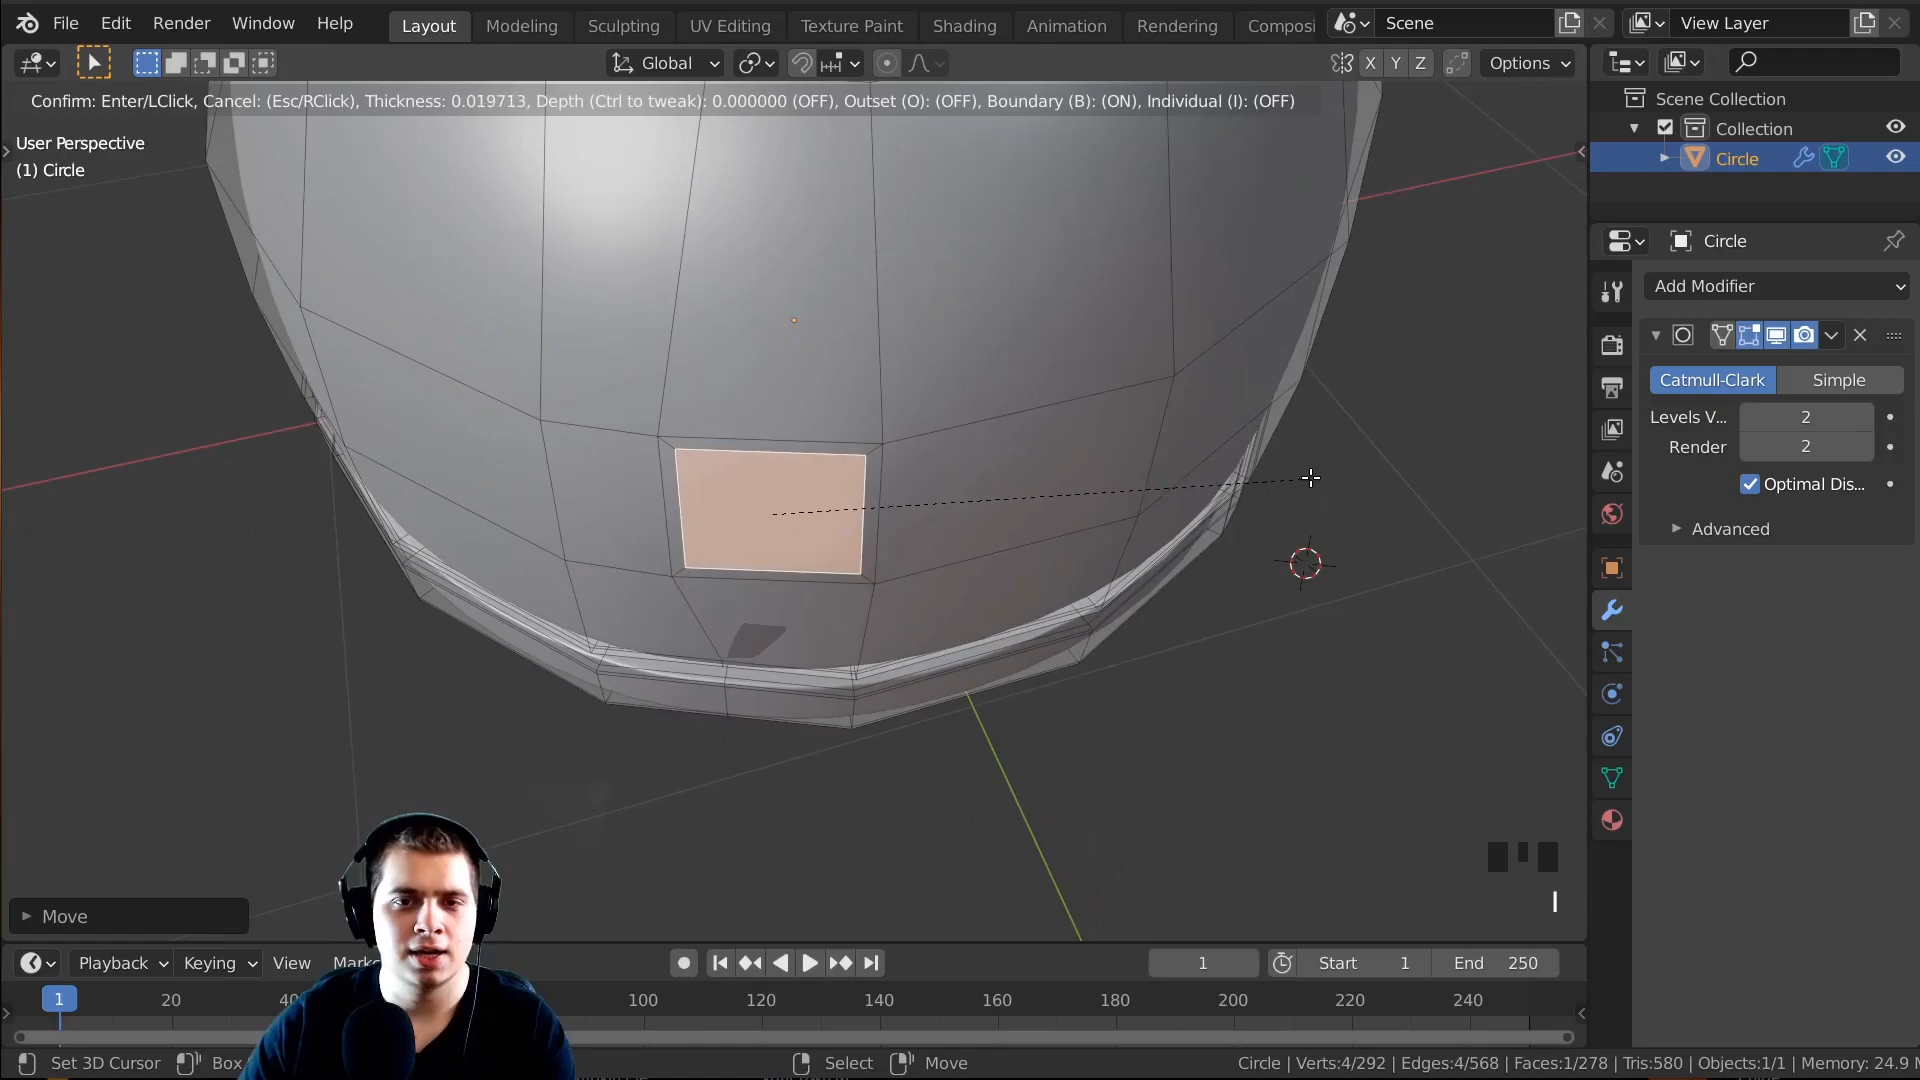 File Edit Render Window Help Layout Modeling Sculpting UV Editing Texture Paint Shading Animation Rendering Composi Scene View Layer
Global X Y Z Options
Confirm: Enter/LClick, Cancel: (Esc/RClick), Thickness: 0.019713, Depth (Ctrl to tweak): 0.000000 (OFF), Outset (O): (OFF), Boundary (B): (ON), Individual (I): (OFF)
User Perspective
(1) Circle
Scene Collection
Collection
Circle
Circle
Add Modifier
Catmull-Clark Simple
Levels V... 2
Render 2
Optimal Dis...
Advanced
I
Move
Playback Keying View Marke 1 Start 1 End 250
1 20 40 100 120 140 160 180 200 220 240
Set 3D Cursor Box Select Move Circle | Verts:4/292 | Edges:4/568 | Faces:1/278 | Tris:580 | Objects:1/1 | Memory: 24.9 M